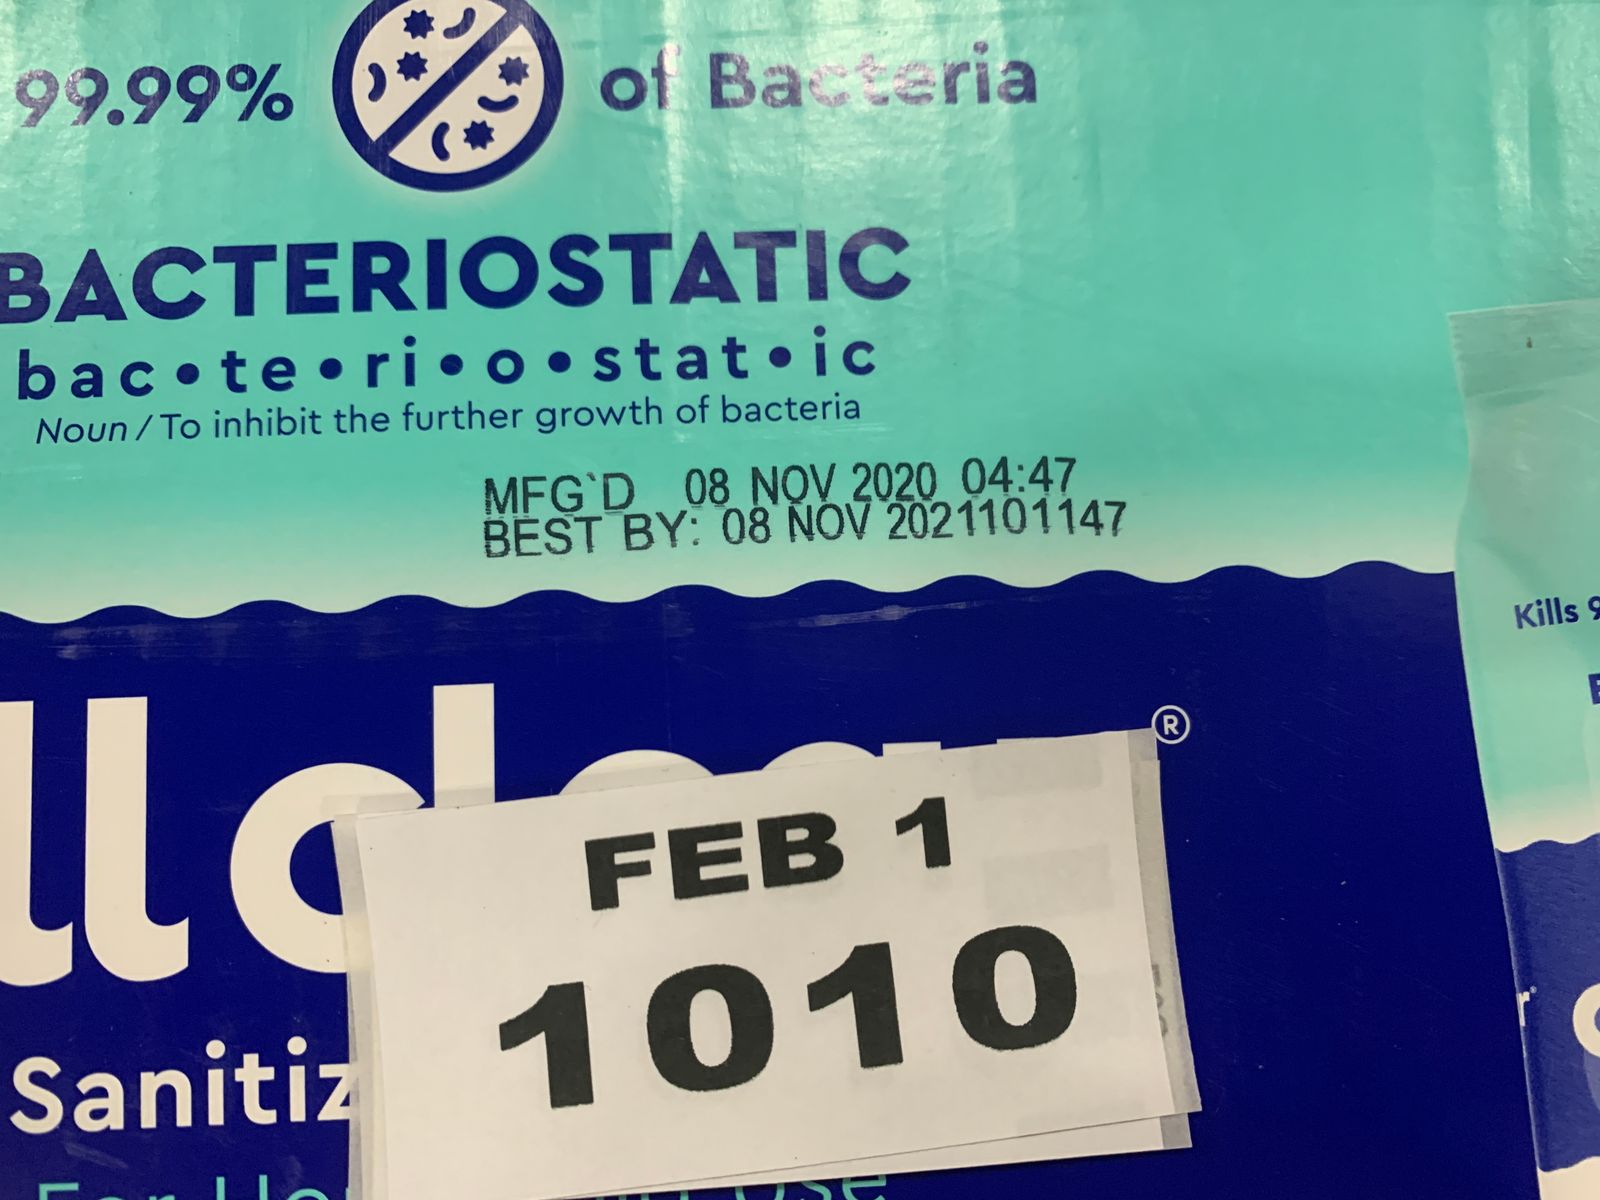 99.99% of Bacteria
BACTERIOSTATIC
bac•te•ri•o•stat•ic
Noun / To inhibit the further growth of bacteria
MFG`D 08 NOV 2020 04:47
BEST BY: 08 NOV 2021101147
Kills
®
FEB 1
1010